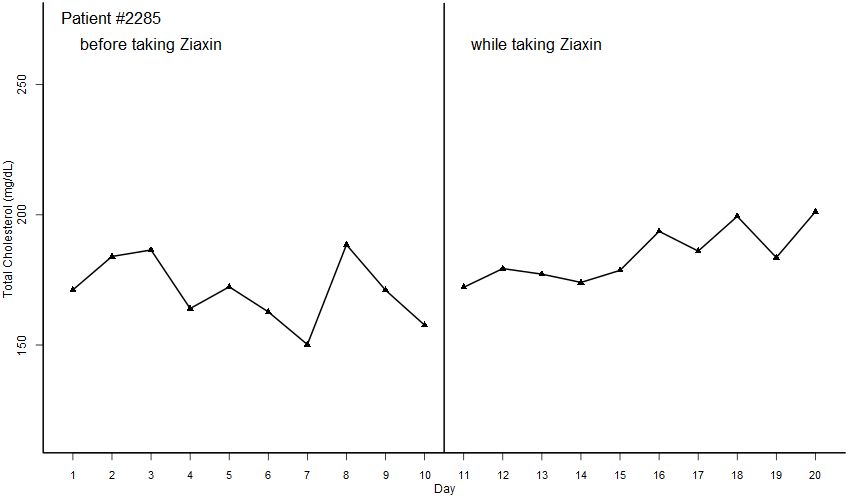 Patient #2285
before taking Ziaxin
while taking Ziaxin
Total Cholesterol (mg/dL)
250
200
150
1 2 3 4 5 6 7 8 9 10 11 12 13 14 15 16 17 18 19 20
Day